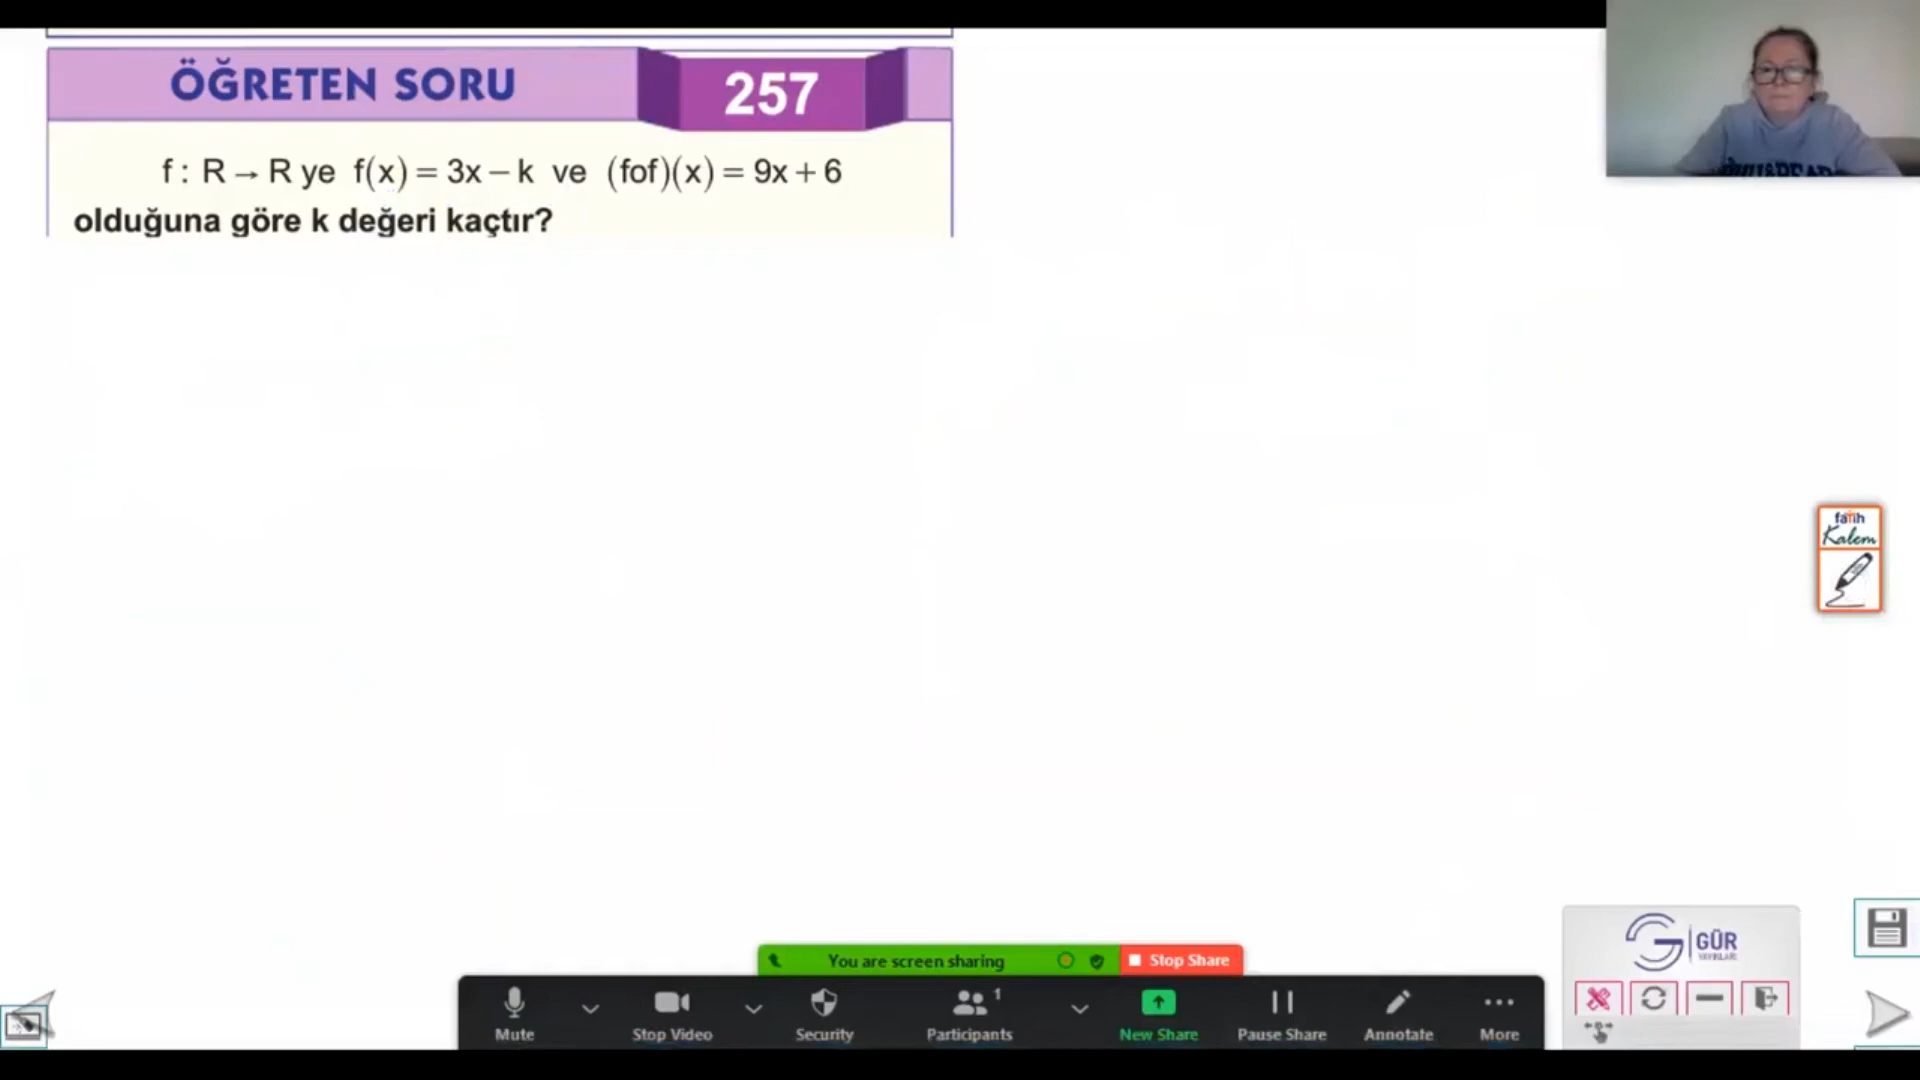 ÖĞRETEN SORU
257
f : R → R ye f(x) = 3x – k ve (fof)(x) = 9x + 6
olduğuna göre k değeri kaçtır?
fatih
Kalem
GÜR
YAYINLARI
You are screen sharing
Stop Share
1
Mute
Stop Video
Security
Participants
New Share
Pause Share
Annotate
More